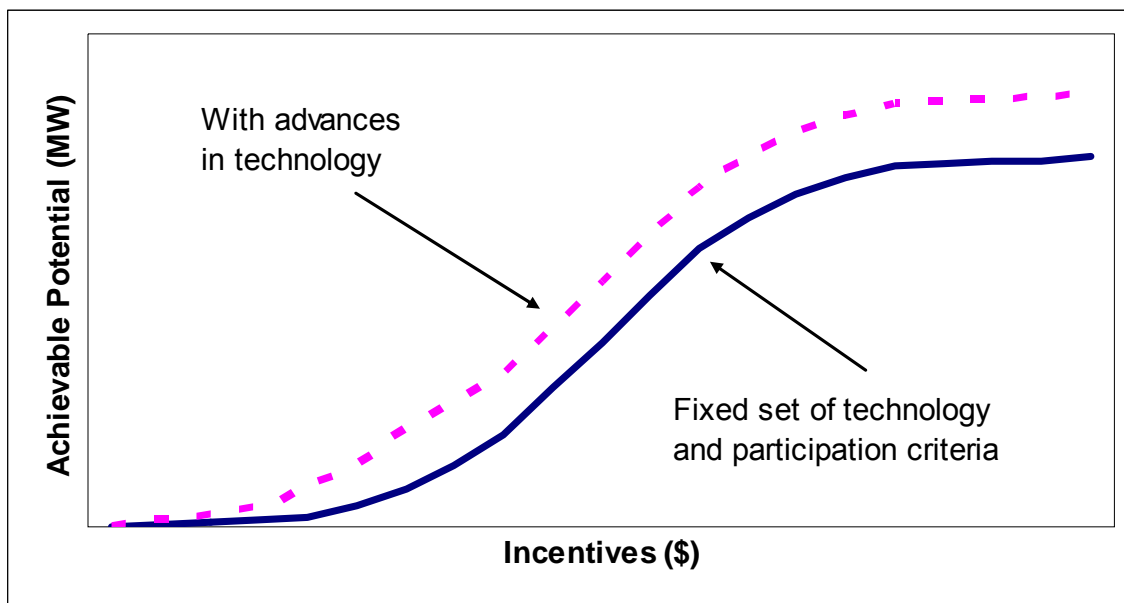 Achievable Potential (MW)
With advances
in technology
Fixed set of technology
and participation criteria
Incentives ($)